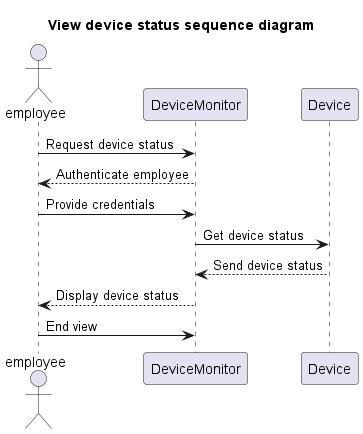 View device status sequence diagram
employee
DeviceMonitor
Device
Request device status
Authenticate employee
Provide credentials
Get device status
Send device status
Display device status
End view
employee
DeviceMonitor
Device